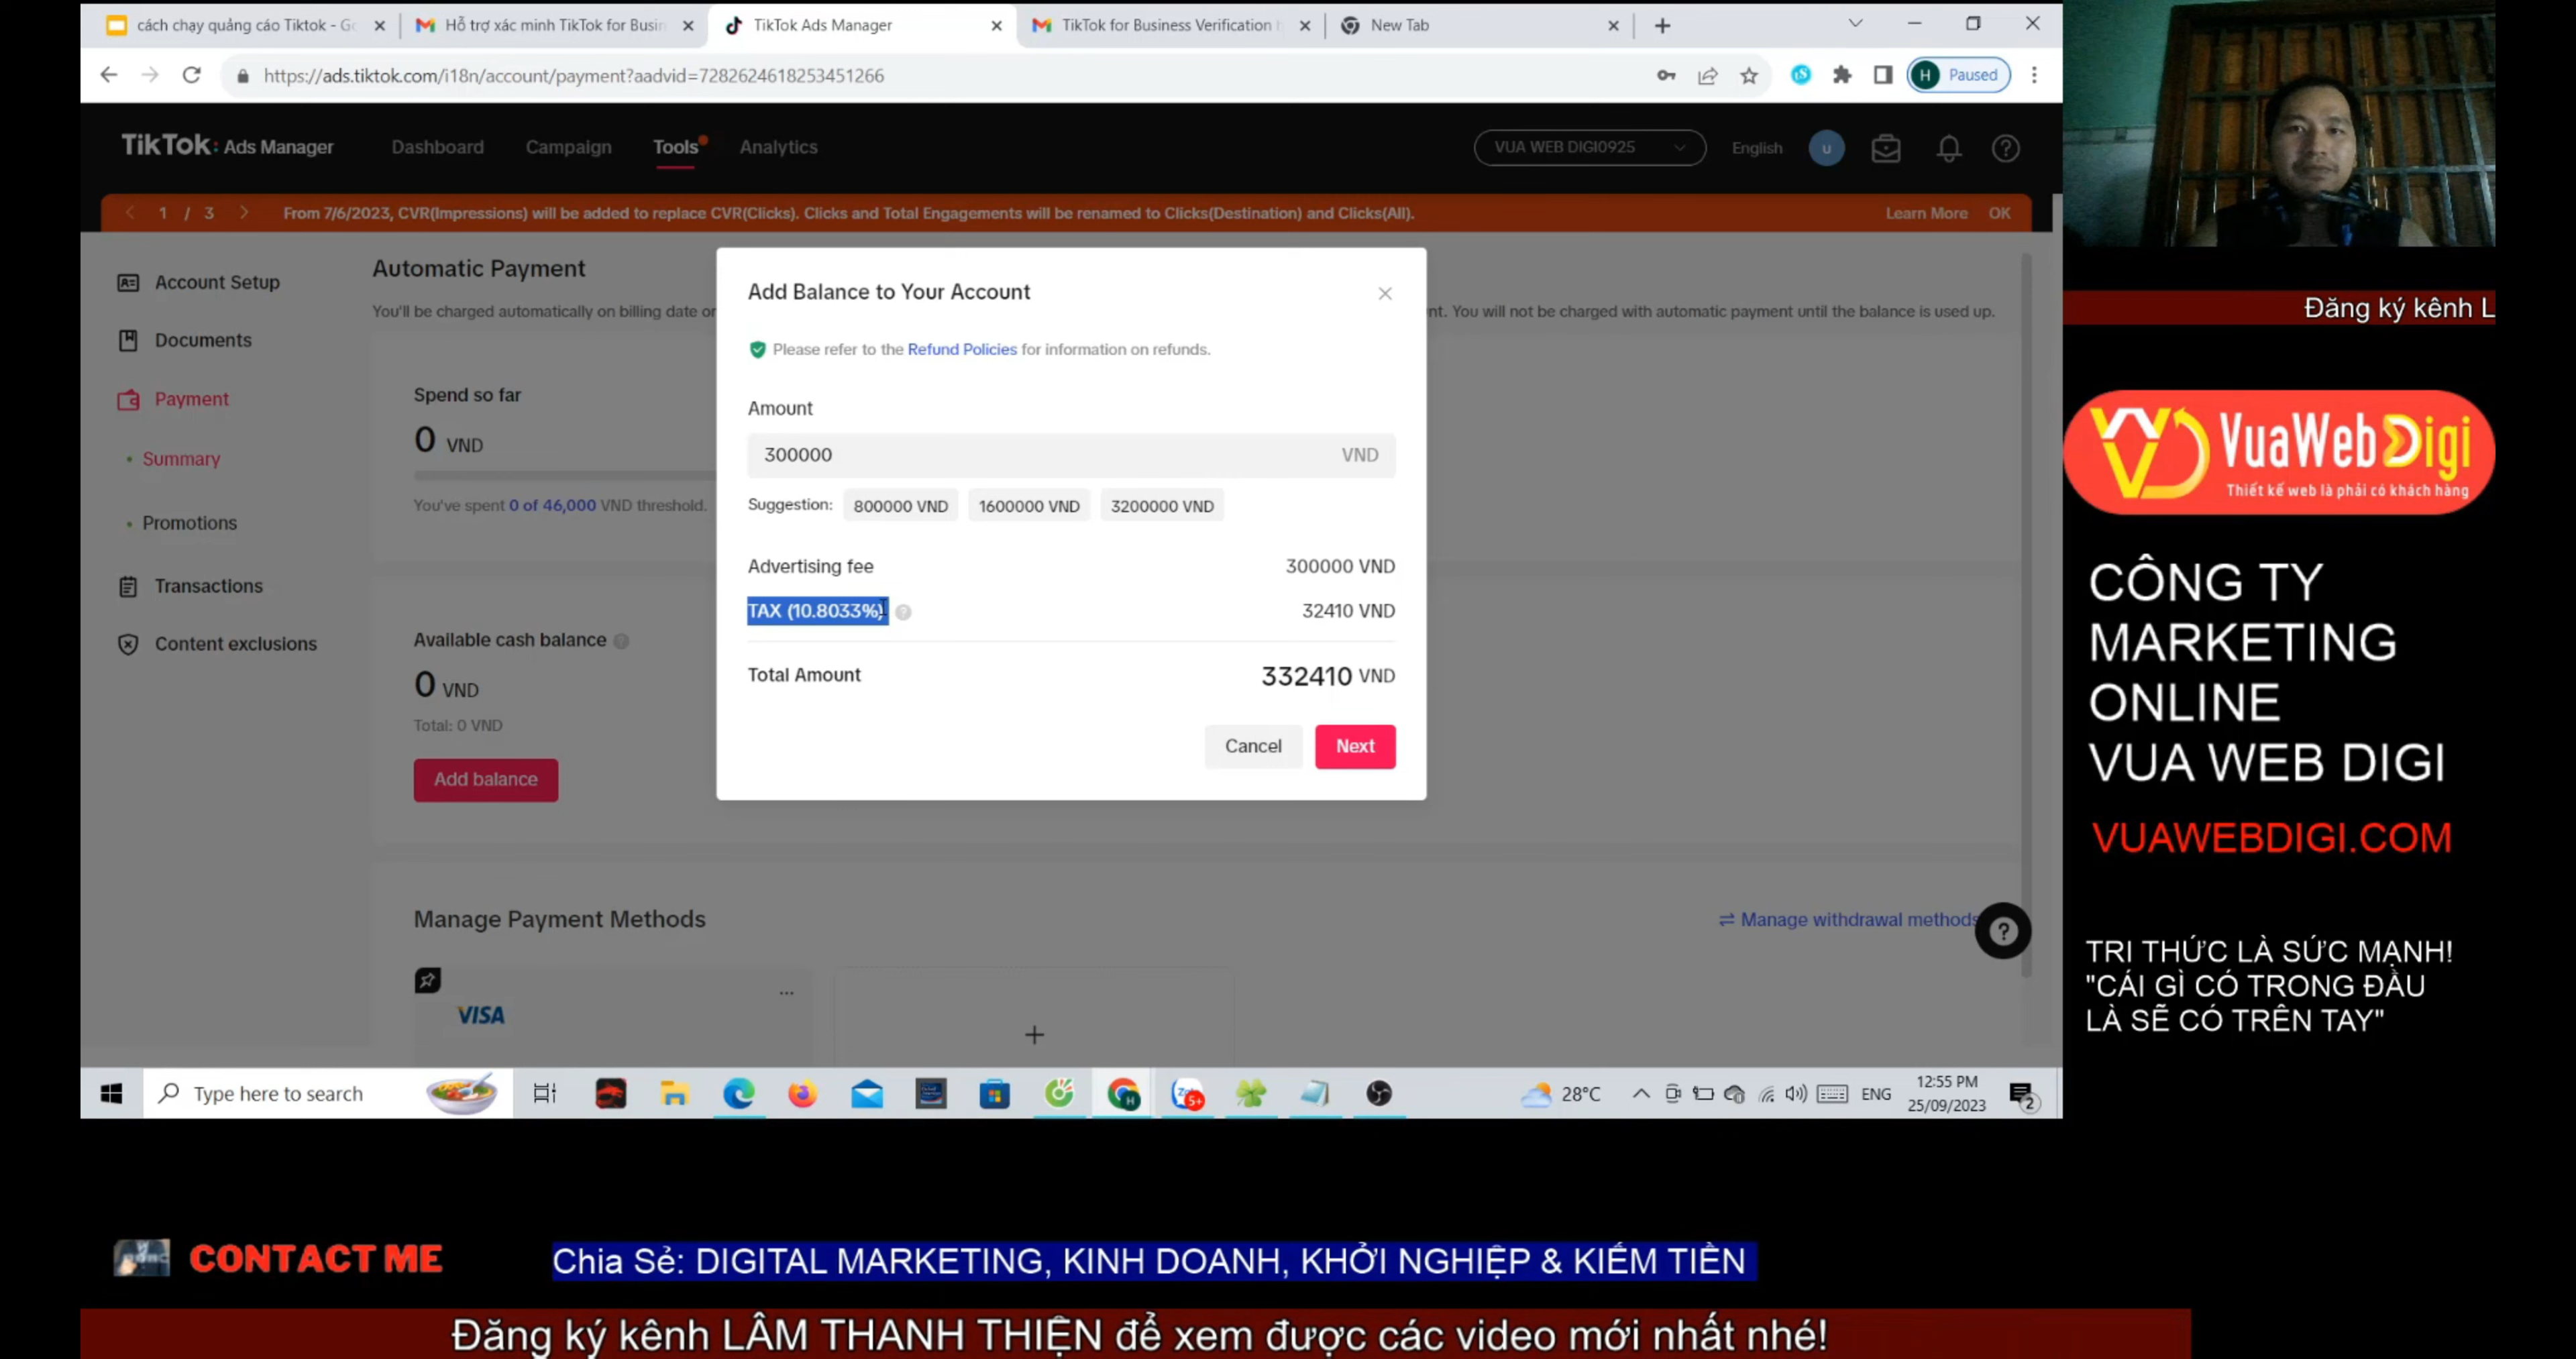 cách chạy quảng cáo Tiktok - Go
Hỗ trợ xác minh TikTok for Busin
TikTok Ads Manager
TikTok for Business Verification h
New Tab
https://ads.tiktok.com/i18n/account/payment?aadvid=7282624618253451266
H Paused
TikTok: Ads Manager
Dashboard
Campaign
Tools
Analytics
VUA WEB DIGI0925
English
u
1 / 3
From 7/6/2023, CVR(Impressions) will be added to replace CVR(Clicks). Clicks and Total Engagements will be renamed to Clicks(Destination) and Clicks(All).
Learn More
OK
Account Setup
Documents
Payment
Summary
Promotions
Transactions
Content exclusions
Automatic Payment
You'll be charged automatically on billing date or
nt. You will not be charged with automatic payment until the balance is used up.
Spend so far
0 VND
You've spent 0 of 46,000 VND threshold.
Available cash balance
0 VND
Total: 0 VND
Add balance
Add Balance to Your Account
Please refer to the Refund Policies for information on refunds.
Amount
300000 VND
Suggestion: 800000 VND 1600000 VND 3200000 VND
Advertising fee 300000 VND
TAX (10.8033%) 32410 VND
Total Amount 332410 VND
Cancel
Next
Manage Payment Methods
Manage withdrawal methods
VISA
Type here to search
28°C
ENG
12:55 PM
25/09/2023
2
Đăng ký kênh L
VuaWebDigi
Thiết kế web là phải có khách hàng
CÔNG TY
MARKETING
ONLINE
VUA WEB DIGI
VUAWEBDIGI.COM
TRI THỨC LÀ SỨC MẠNH!
"CÁI GÌ CÓ TRONG ĐẦU
LÀ SẼ CÓ TRÊN TAY"
CONTACT ME
Chia Sẻ: DIGITAL MARKETING, KINH DOANH, KHỞI NGHIỆP & KIẾM TIỀN
Đăng ký kênh LÂM THANH THIỆN để xem được các video mới nhất nhé!